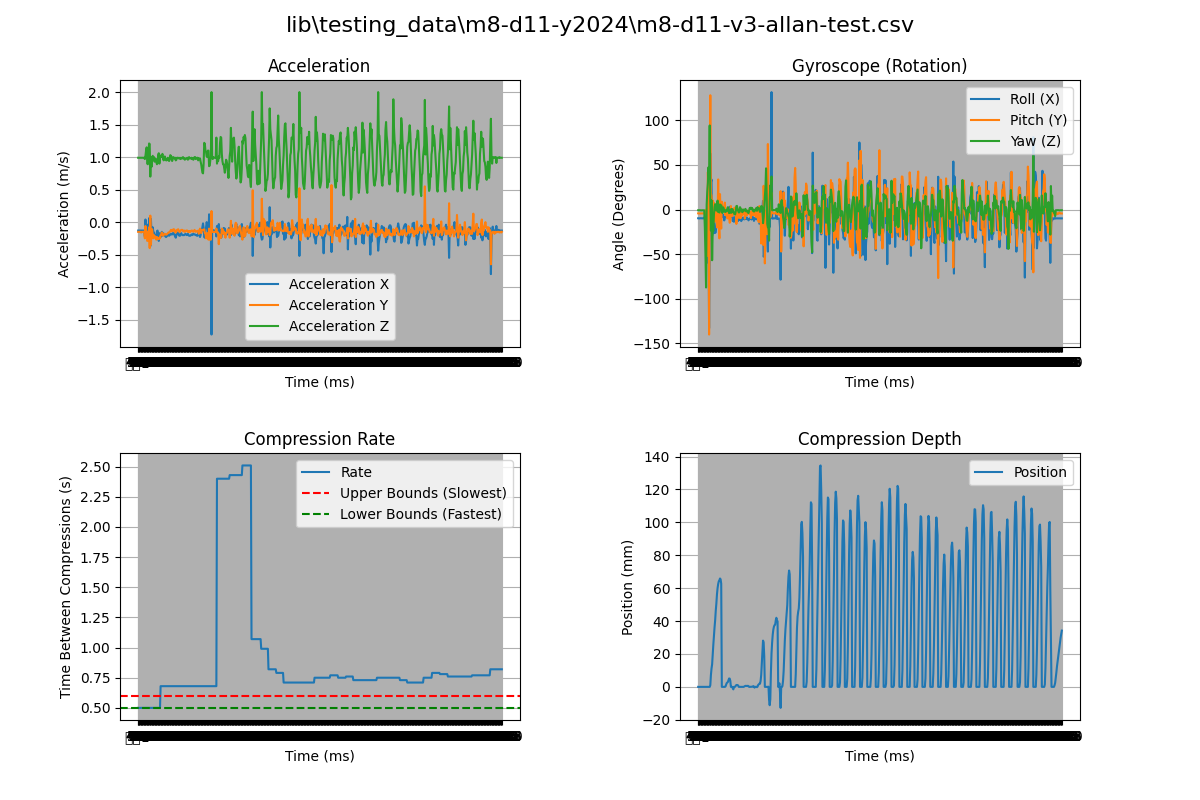 lib\testing_data\m8-d11-y2024\m8-d11-v3-allan-test.csv
Acceleration
Acceleration (m/s)
2.0
1.5
1.0
0.5
0.0
−0.5
−1.0
−1.5
Acceleration X
Acceleration Y
Acceleration Z
Time (ms)
Gyroscope (Rotation)
Angle (Degrees)
100
50
0
−50
−100
−150
Roll (X)
Pitch (Y)
Yaw (Z)
Time (ms)
Compression Rate
Time Between Compressions (s)
2.50
2.25
2.00
1.75
1.50
1.25
1.00
0.75
0.50
Rate
Upper Bounds (Slowest)
Lower Bounds (Fastest)
Time (ms)
Compression Depth
Position (mm)
140
120
100
80
60
40
20
0
−20
Position
Time (ms)